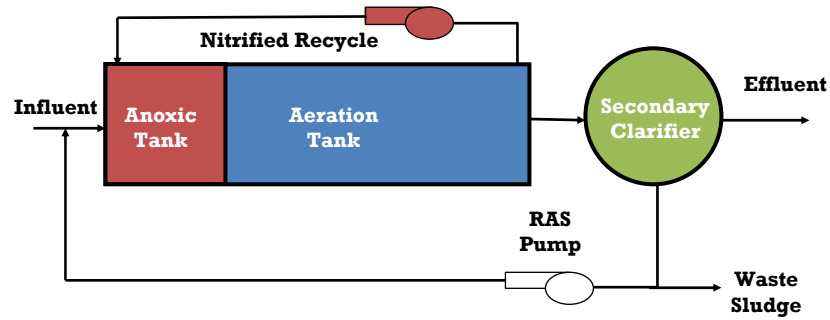 Nitrified Recycle
Influent
Anoxic
Tank
Aeration
Tank
Secondary
Clarifier
Effluent
RAS
Pump
Waste
Sludge